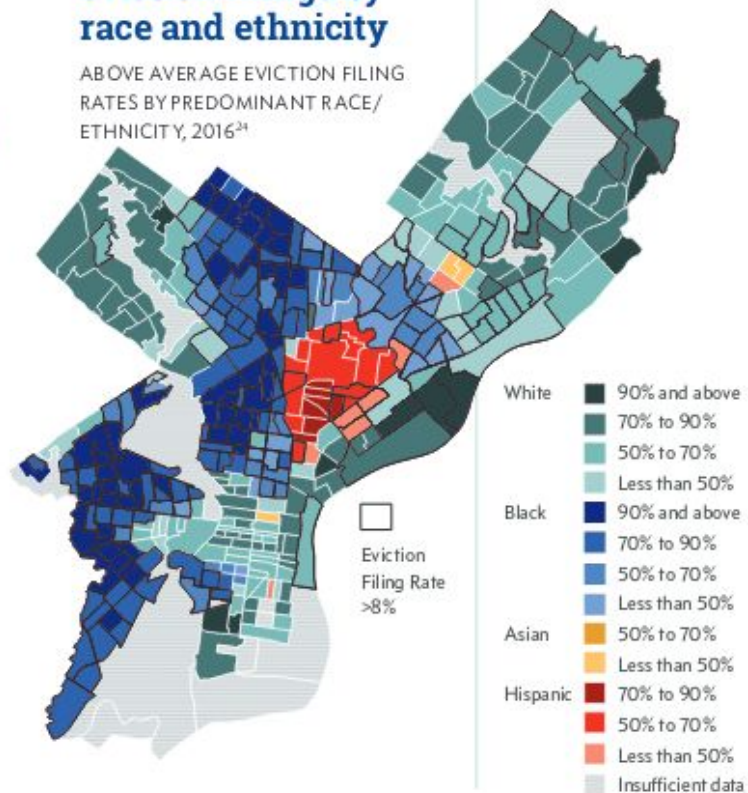 race and ethnicity
ABOVE AVERAGE EVICTION FILING
RATES BY PREDOMINANT RACE/
ETHNICITY, 2016²⁴
Eviction
Filing Rate
>8%
White
90% and above
70% to 90%
50% to 70%
Less than 50%
Black
90% and above
70% to 90%
50% to 70%
Less than 50%
Asian
50% to 70%
Less than 50%
Hispanic
70% to 90%
50% to 70%
Less than 50%
Insufficient data